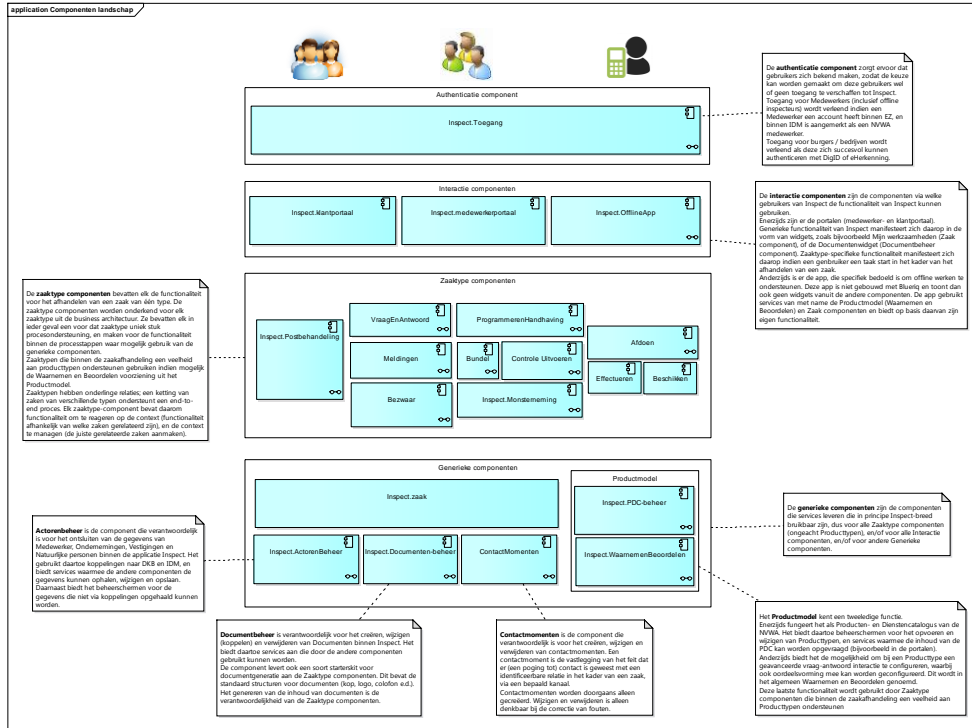 application Componenten landschap
Authenticatie component
Inspect.Toegang
De authenticatie component zorgt ervoor dat
gebruikers zich bekend maken, zodat de keuze
kan worden gemaakt om deze gebruikers wel
of geen toegang te verschaffen tot Inspect.
Toegang voor Medewerkers (inclusief offline
inspecteurs) wordt verleend indien een
Medewerker een account heeft binnen EZ, en
binnen IDM is aangemerkt als een NVWA
medewerker.
Toegang voor burgers / bedrijven wordt
verleend als deze zich succesvol kunnen
authenticeren met DigID of eHerkenning.
Interactie componenten
Inspect.klantportaal
Inspect.medewerkerportaal
Inspect.OfflineApp
De interactie componenten zijn de componenten via welke
gebruikers van Inspect de functionaliteit van Inspect kunnen
gebruiken.
Enerzijds zijn er de portalen (medewerker- en klantportaal).
Generieke functionaliteit van Inspect manifesteert zich daarop in de
vorm van widgets, zoals bijvoorbeeld Mijn werkzaamheden (Zaak
component), of de Documentenwidget (Documentbeheer
component). Zaaktype-specifieke functionaliteit manifesteert zich
daarop indien een genbruiker een taak start in het kader van het
afhandelen van een zaak.
Anderzijds is er de app, die specifiek bedoeld is om offline werken te
ondersteunen. Deze app is niet gebouwd met Blueriq en toont dan
ook geen widgets vanuit de andere componenten. De app gebruikt
services van met name de Productmodel (Waarnemen en
Beoordelen) en Zaak componenten en biedt op basis daarvan zijn
eigen functionaliteit.
De zaaktype componenten bevatten elk de functionaliteit
voor het afhandelen van een zaak van één type. De
zaaktype componenten worden onderkend voor elk
zaaktype uit de business architectuur. Ze bevatten elk in
ieder geval een voor dat zaaktype uniek stuk
procesondersteuning, en maken voor de functionaliteit
binnen de processtappen waar mogelijk gebruik van de
generieke componenten.
Zaaktypen die binnen de zaakafhandeling een veelheid
aan producttypen ondersteunen gebruiken indien mogelijk
de Waarnemen en Beoordelen voorziening uit het
Productmodel.
Zaaktypen hebben onderlinge relaties; een ketting van
zaken van verschillende typen ondersteunt een end-to-
end proces. Elk zaaktype-component bevat daarom
functionaliteit om te reageren op de context (functionaliteit
afhankelijk van welke zaken gerelateerd zijn), en de context
te managen (de juiste gerelateerde zaken aanmaken).
Zaaktype componenten
Inspect.Postbehandeling
VraagEnAntwoord
ProgrammerenHandhaving
Meldingen
Bundel
Controle Uitvoeren
Afdoen
Effectueren
Beschikken
Bezwaar
Inspect.Monsterneming
Generieke componenten
Inspect.zaak
Productmodel
Inspect.PDC-beheer
Inspect.ActorenBeheer
Inspect.Documenten-beheer
ContactMomenten
Inspect.WaarnemenBeoordelen
De generieke componenten zijn de componenten
die services leveren die in principe Inspect-breed
bruikbaar zijn, dus voor alle Zaaktype componenten
(ongeacht Producttypen), en/of voor alle Interactie
componenten, en/of voor andere Generieke
componenten.
Actorenbeheer is de component die verantwoordelijk
is voor het ontsluiten van de gegevens van
Medewerker, Ondernemingen, Vestigingen en
Natuurlijke personen binnen de applicatie Inspect. Het
gebruikt daartoe koppelingen naar DKB en IDM, en
biedt services waarmee de andere componenten de
gegevens kunnen ophalen, wijzigen en opslaan.
Daarnaast biedt het beheerschermen voor de
gegevens die niet via koppelingen opgehaald kunnen
worden.
Documentbeheer is verantwoordelijk voor het creëren, wijzigen
(koppelen) en verwijderen van Documenten binnen Inspect. Het
biedt daartoe services aan die door de andere componenten
gebruikt kunnen worden.
De component levert ook een soort starterskit voor
documentgeneratie aan de Zaaktype componenten. Dit bevat de
standaard structuren voor documenten (kop, logo, colofon e.d.).
Het genereren van de inhoud van documenten is de
verantwoordelijkheid van de Zaaktype componenten.
Contactmomenten is de component die
verantwoordelijk is voor het creëren, wijzigen en
verwijderen van contactmomenten. Een
contactmoment is de vastlegging van het feit dat
er (een poging tot) contact is geweest met een
identificeerbare relatie in het kader van een zaak,
via een bepaald kanaal.
Contactmomenten worden doorgaans alleen
gecreëerd. Wijzigen en verwijderen is alleen
denkbaar bij de correctie van fouten.
Het Productmodel kent een tweeledige functie.
Enerzijds fungeert het als Producten- en Dienstencatalogus van de
NVWA. Het biedt daartoe beheerschermen voor het opvoeren en
wijzigen van Producttypen, en services waarmee de inhoud van de
PDC kan worden opgevraagd (bijvoorbeeld in de portalen).
Anderzijds biedt het de mogelijkheid om bij een Producttype een
geavanceerde vraag-antwoord interactie te configureren, waarbij
ook oordeelsvorming mee kan worden geconfigureerd. Dit wordt in
het algemeen Waarnemen en Beoordelen genoemd.
Deze laatste functionaliteit wordt gebruikt door Zaaktype
componenten die binnen de zaakafhandeling een veelheid aan
Producttypen ondersteunen